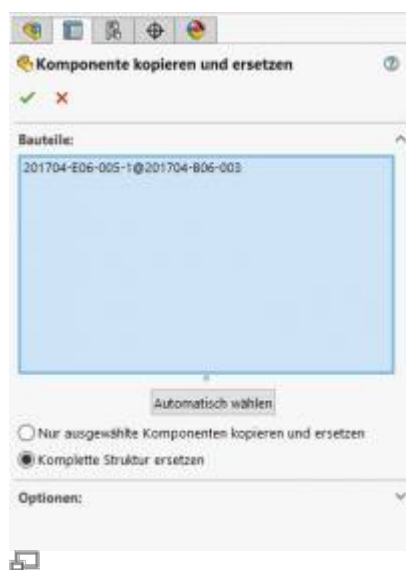 Komponente kopieren und ersetzen
Bauteile:
201704-E06-005-1@201704-B06-003
Automatisch wählen
Nur ausgewählte Komponenten kopieren und ersetzen
Komplette Struktur ersetzen
Optionen: